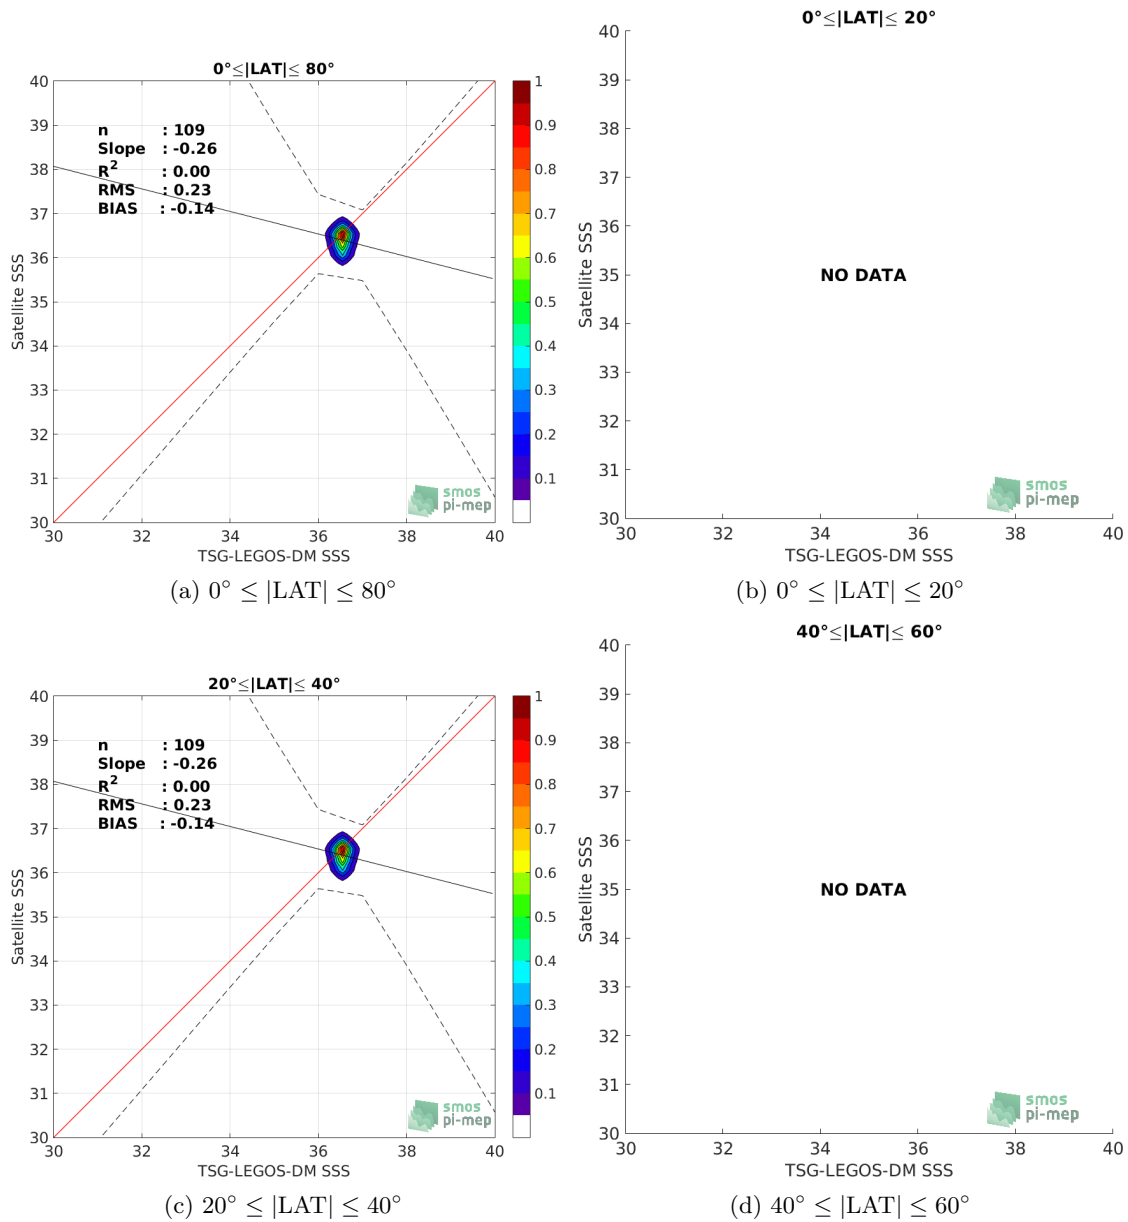 0°≤|LAT|≤ 80°
40
39
38
37
36
35
34
33
32
31
30
Satellite SSS
n : 109
Slope : -0.26
R² : 0.00
RMS : 0.23
BIAS : -0.14
1
0.9
0.8
0.7
0.6
0.5
0.4
0.3
0.2
0.1
smos
pi-mep
30 32 34 36 38 40
TSG-LEGOS-DM SSS
(a) 0° ≤ |LAT| ≤ 80°
0°≤|LAT|≤ 20°
40
39
38
37
36
35
34
33
32
31
30
Satellite SSS
NO DATA
smos
pi-mep
30 32 34 36 38 40
TSG-LEGOS-DM SSS
(b) 0° ≤ |LAT| ≤ 20°
20°≤|LAT|≤ 40°
40
39
38
37
36
35
34
33
32
31
30
Satellite SSS
n : 109
Slope : -0.26
R² : 0.00
RMS : 0.23
BIAS : -0.14
1
0.9
0.8
0.7
0.6
0.5
0.4
0.3
0.2
0.1
smos
pi-mep
30 32 34 36 38 40
TSG-LEGOS-DM SSS
(c) 20° ≤ |LAT| ≤ 40°
40°≤|LAT|≤ 60°
40
39
38
37
36
35
34
33
32
31
30
Satellite SSS
NO DATA
smos
pi-mep
30 32 34 36 38 40
TSG-LEGOS-DM SSS
(d) 40° ≤ |LAT| ≤ 60°